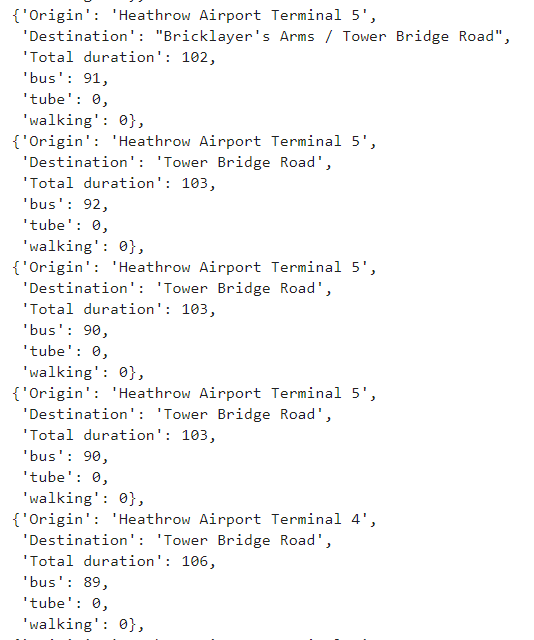 {'Origin': 'Heathrow Airport Terminal 5',
'Destination': "Bricklayer's Arms / Tower Bridge Road",
'Total duration': 102,
'bus': 91,
'tube': 0,
'walking': 0},
{'Origin': 'Heathrow Airport Terminal 5',
'Destination': 'Tower Bridge Road',
'Total duration': 103,
'bus': 92,
'tube': 0,
'walking': 0},
{'Origin': 'Heathrow Airport Terminal 5',
'Destination': 'Tower Bridge Road',
'Total duration': 103,
'bus': 90,
'tube': 0,
'walking': 0},
{'Origin': 'Heathrow Airport Terminal 5',
'Destination': 'Tower Bridge Road',
'Total duration': 103,
'bus': 90,
'tube': 0,
'walking': 0},
{'Origin': 'Heathrow Airport Terminal 4',
'Destination': 'Tower Bridge Road',
'Total duration': 106,
'bus': 89,
'tube': 0,
'walking': 0},